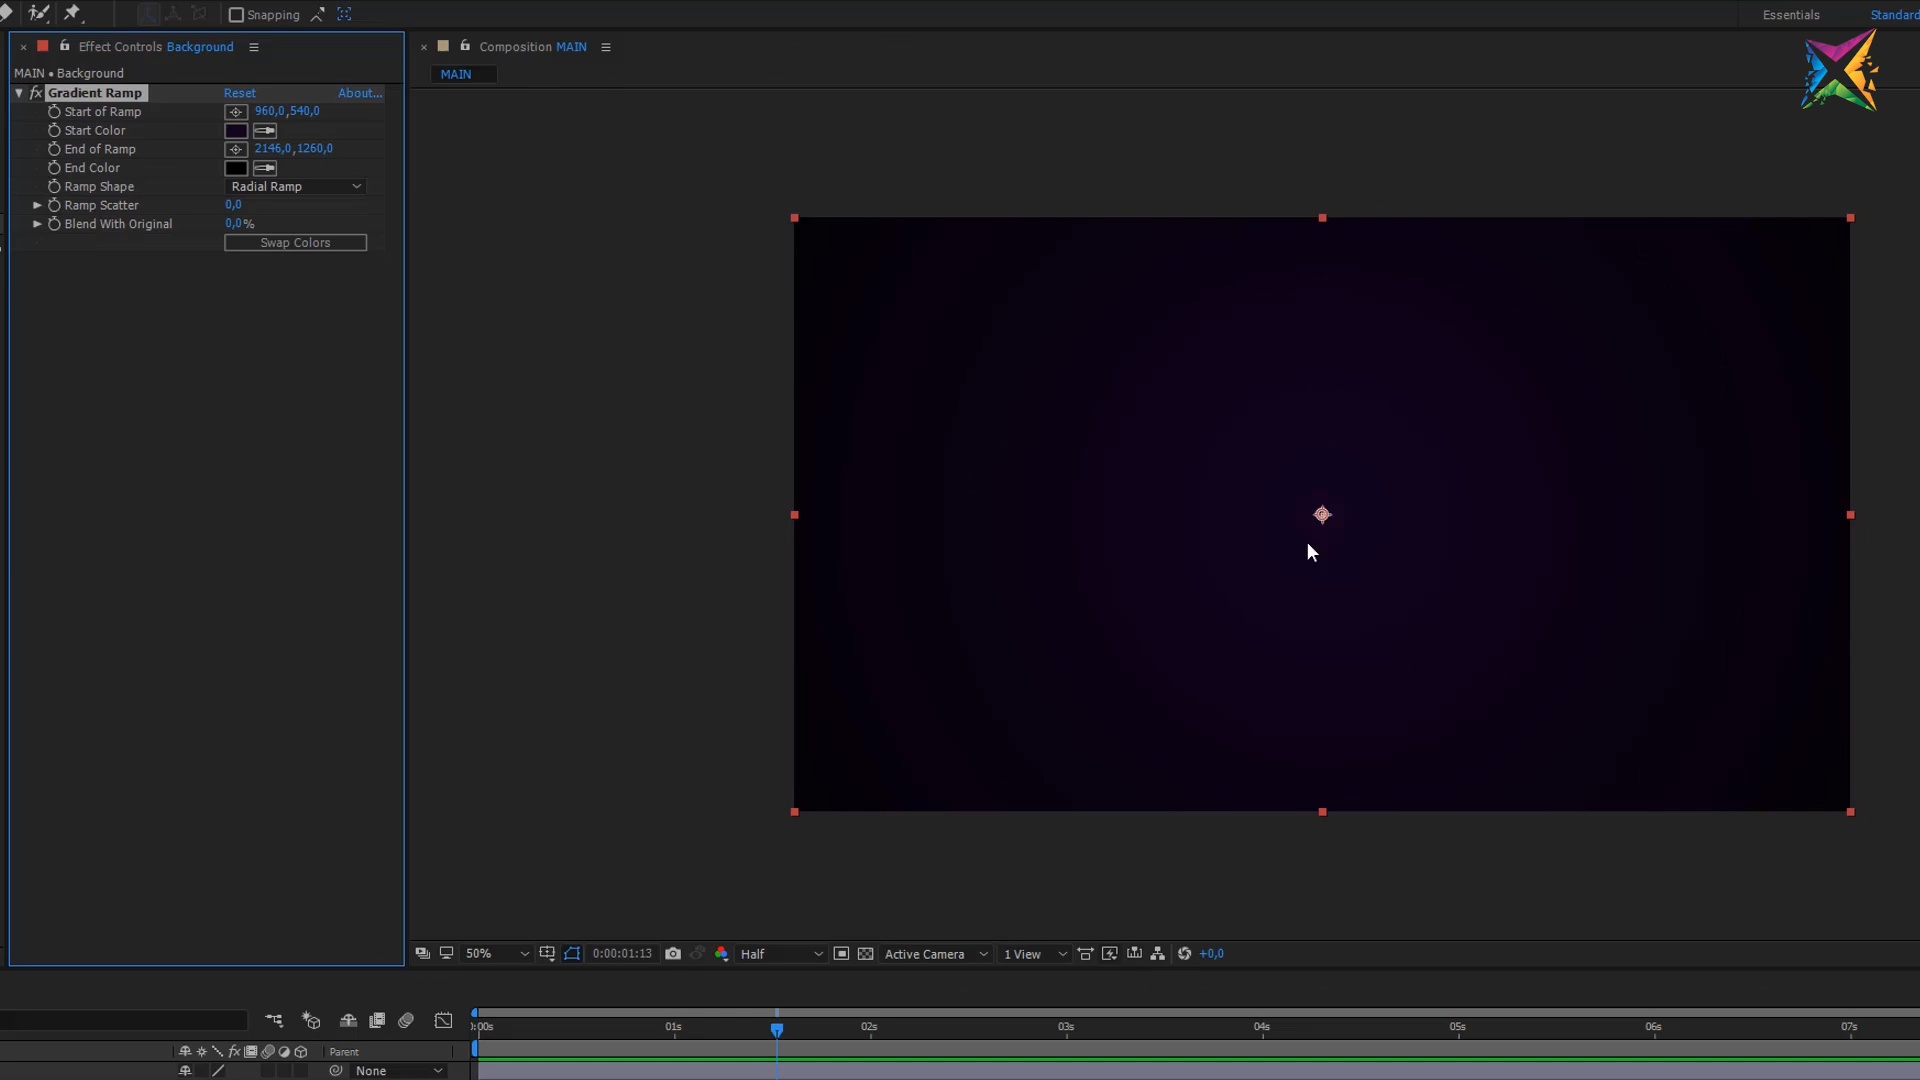 Snapping
Essentials
Standard
Effect Controls Background
Composition MAIN
MAIN • Background
MAIN
Gradient Ramp
Reset
About...
Start of Ramp
960,0,540,0
Start Color
End of Ramp
2146,0,1260,0
End Color
Ramp Shape
Radial Ramp
Ramp Scatter
0,0
Blend With Original
0,0%
Swap Colors
50%
0:00:01:13
Half
Active Camera
1 View
+0,0
:00s
01s
02s
03s
04s
05s
06s
07s
fx
Parent
None